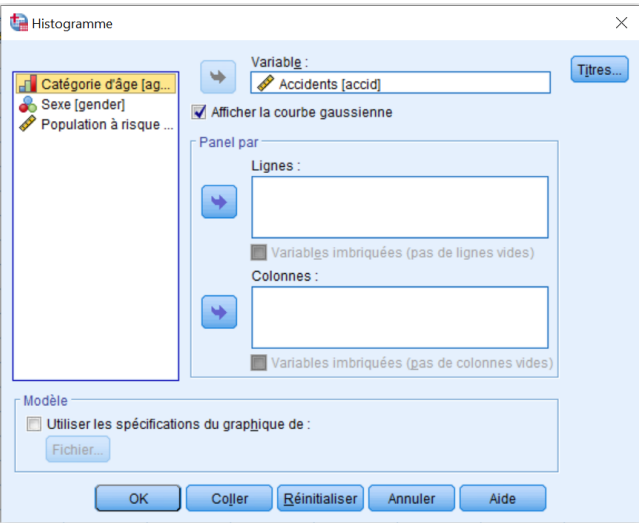 Histogramme
Variable :
Titres...
Catégorie d'âge [ag...
Accidents [accid]
Sexe [gender]
Afficher la courbe gaussienne
Population à risque ...
Panel par
Lignes :
Variables imbriquées (pas de lignes vides)
Colonnes :
Variables imbriquées (pas de colonnes vides)
Modèle
Utiliser les spécifications du graphique de :
Fichier...
OK Coller Réinitialiser Annuler Aide